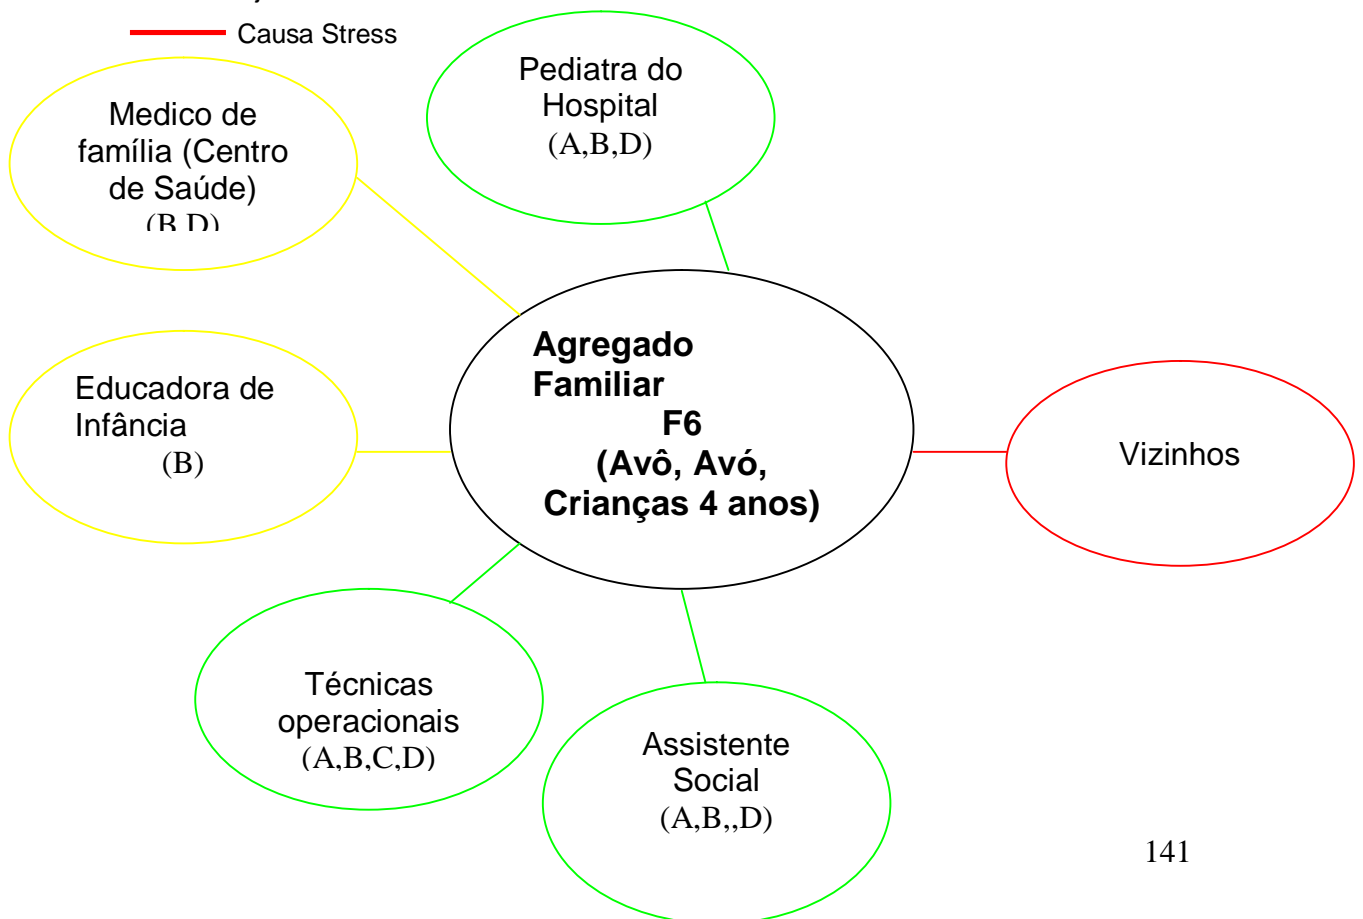 Causa Stress
Pediatra do
Hospital
(A,B,D)
Medico de
família (Centro
de Saúde)
(B,D)
Agregado
Familiar
F6
(Avô, Avó,
Crianças 4 anos)
Educadora de
Infância
(B)
Vizinhos
Técnicas
operacionais
(A,B,C,D)
Assistente
Social
(A,B,,D)
141